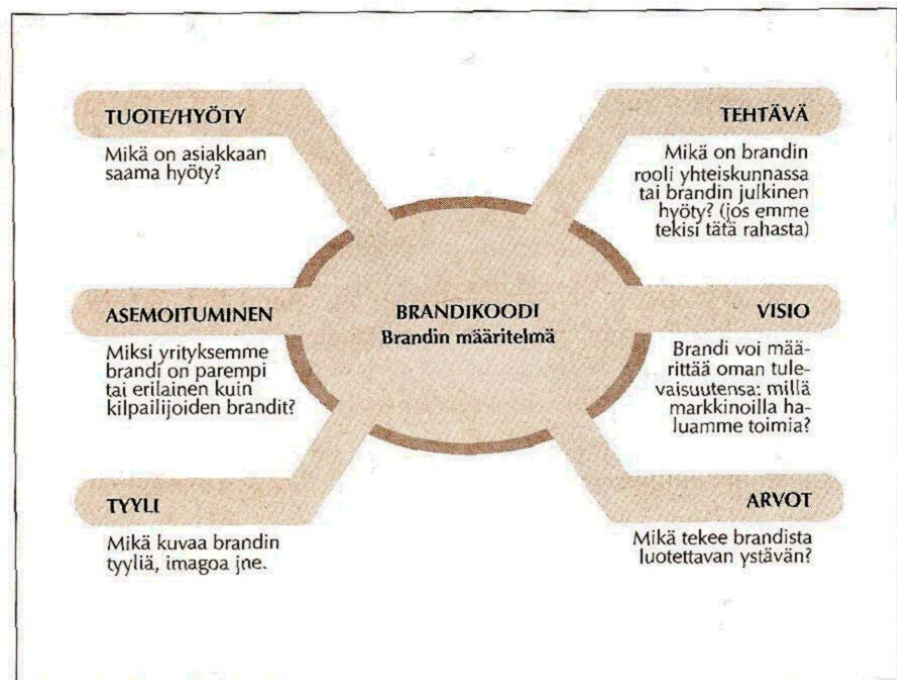 TUOTE/HYÖTY
Mikä on asiakkaan
saama hyöty?
TEHTÄVÄ
Mikä on brandin
rooli yhteiskunnassa
tai brandin julkinen
hyöty? (jos emme
tekisi tätä rahasta)
ASEMOITUMINEN
Miksi yrityksemme
brandi on parempi
tai erilainen kuin
kilpailijoiden brandit?
BRANDIKOODI
Brandin määritelmä
VISIO
Brandi voi mää-
rittää oman tule-
vaisuutensa: millä
markkinoilla ha-
luamme toimia?
TYYLI
Mikä kuvaa brandin
tyyliä, imagoa jne.
ARVOT
Mikä tekee brandista
luotettavan ystävän?